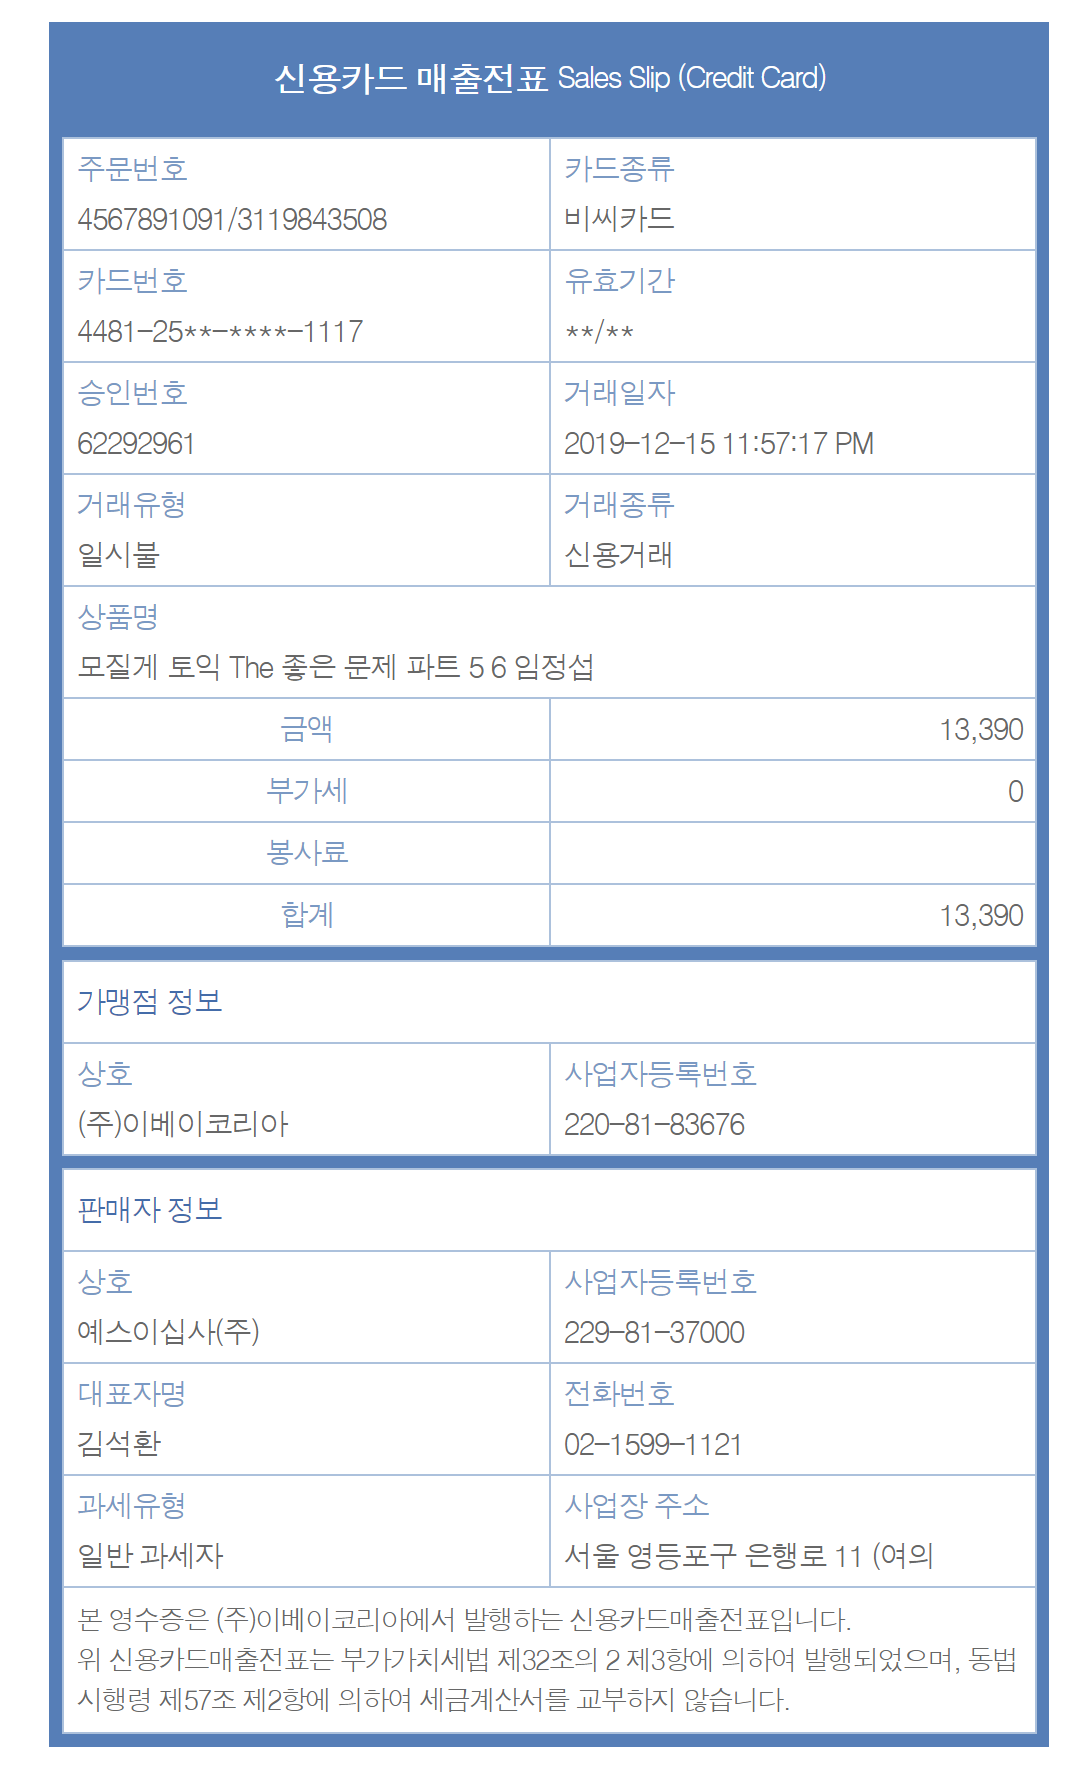 신용카드 매출전표 Sales Slip (Credit Card)
주문번호
4567891091/3119843508
카드종류
비씨카드
카드번호
4481-25**-****-1117
유효기간
**/**
승인번호
62292961
거래일자
2019-12-15 11:57:17 PM
거래유형
일시불
거래종류
신용거래
상품명
모질게 토익 The 좋은 문제 파트 5 6 임정섭
금액
13,390
부가세
0
봉사료
합계
13,390
가맹점 정보
상호
(주)이베이코리아
사업자등록번호
220-81-83676
판매자 정보
상호
예스이십사(주)
사업자등록번호
229-81-37000
대표자명
김석환
전화번호
02-1599-1121
과세유형
일반 과세자
사업장 주소
서울 영등포구 은행로 11 (여의
본 영수증은 (주)이베이코리아에서 발행하는 신용카드매출전표입니다.
위 신용카드매출전표는 부가가치세법 제32조의 2 제3항에 의하여 발행되었으며, 동법
시행령 제57조 제2항에 의하여 세금계산서를 교부하지 않습니다.